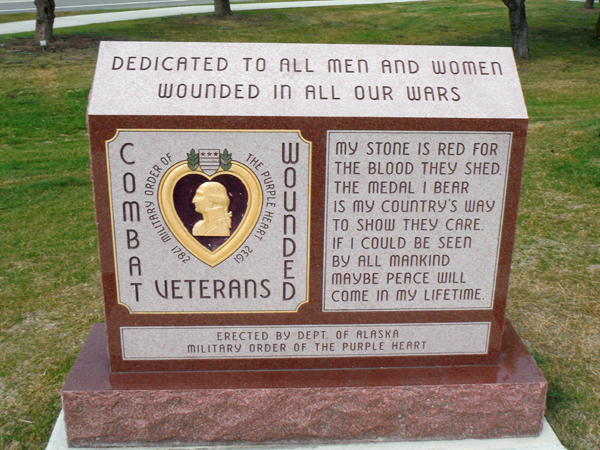 DEDICATED TO ALL MEN AND WOMEN
WOUNDED IN ALL OUR WARS
COMBAT
WOUNDED
VETERANS
MILITARY ORDER OF
THE PURPLE HEART
1782
1932
MY STONE IS RED FOR
THE BLOOD THEY SHED.
THE MEDAL I BEAR
IS MY COUNTRY'S WAY
TO SHOW THEY CARE.
IF I COULD BE SEEN
BY ALL MANKIND
MAYBE PEACE WILL
COME IN MY LIFETIME.
ERECTED BY DEPT. OF ALASKA
MILITARY ORDER OF THE PURPLE HEART